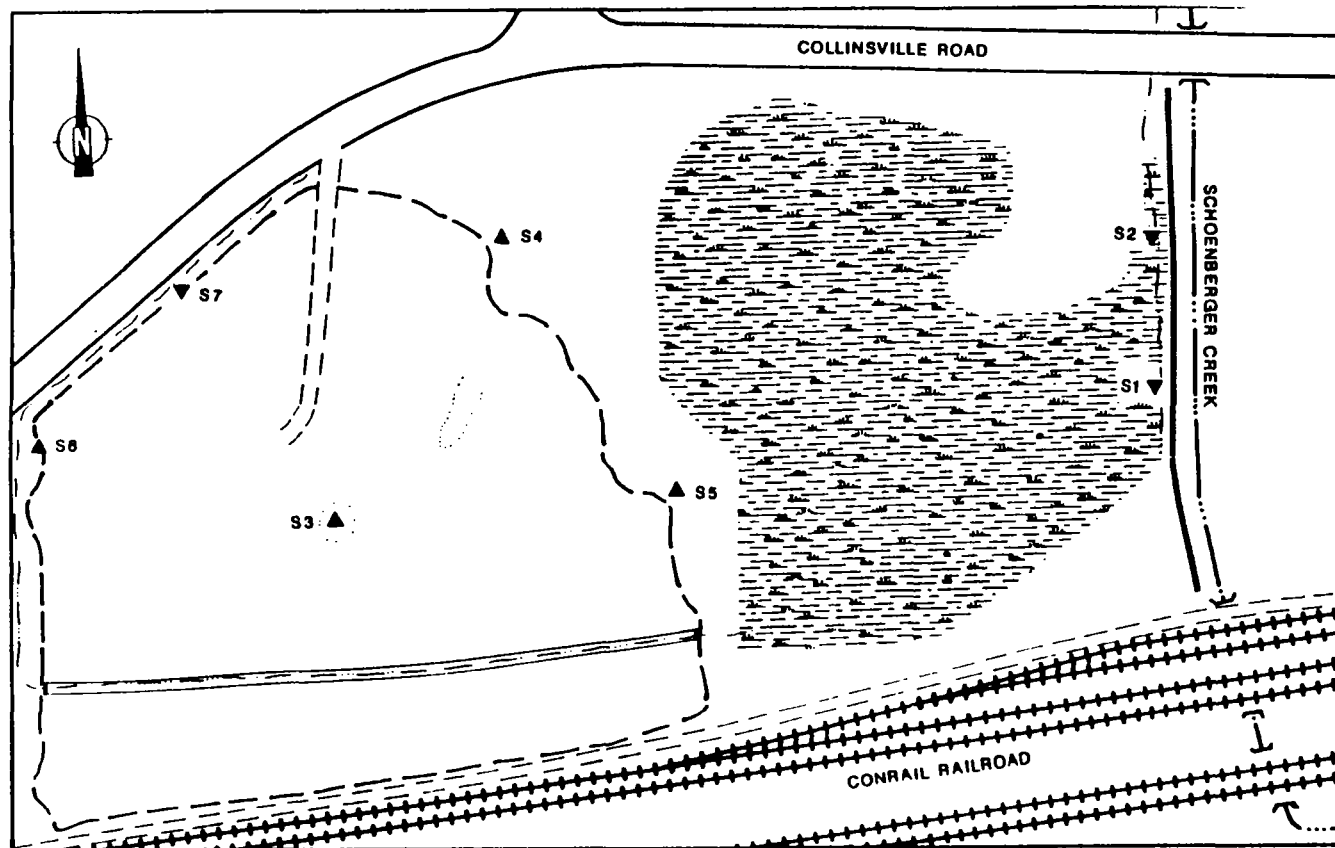 COLLINSVILLE ROAD
N
S4
S2
SCHOENBERGER CREEK
S7
S1
S6
S5
S3
CONRAIL RAILROAD